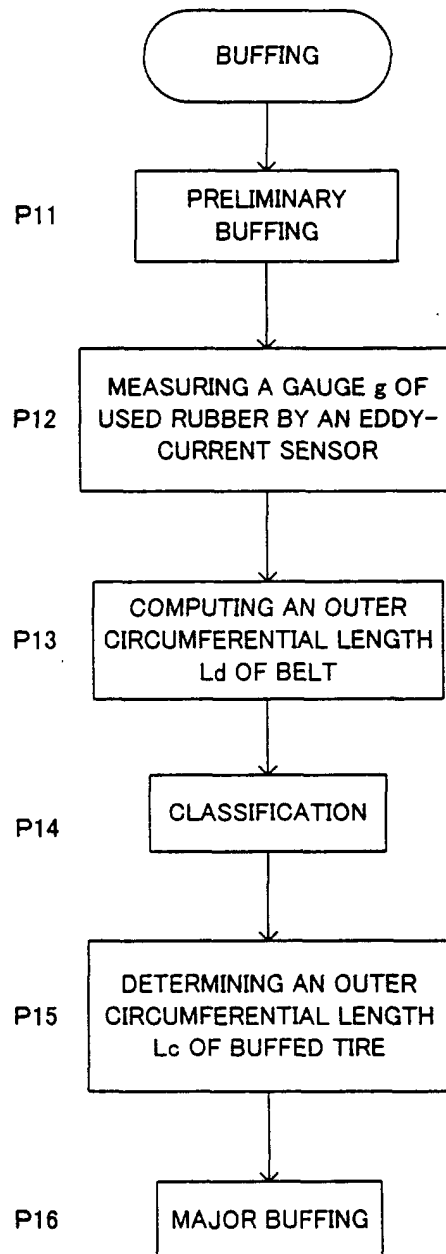 BUFFING
P11
PRELIMINARY
BUFFING
P12
MEASURING A GAUGE g OF
USED RUBBER BY AN EDDY-
CURRENT SENSOR
P13
COMPUTING AN OUTER
CIRCUMFERENTIAL LENGTH
Ld OF BELT
P14
CLASSIFICATION
P15
DETERMINING AN OUTER
CIRCUMFERENTIAL LENGTH
Lc OF BUFFED TIRE
P16
MAJOR BUFFING